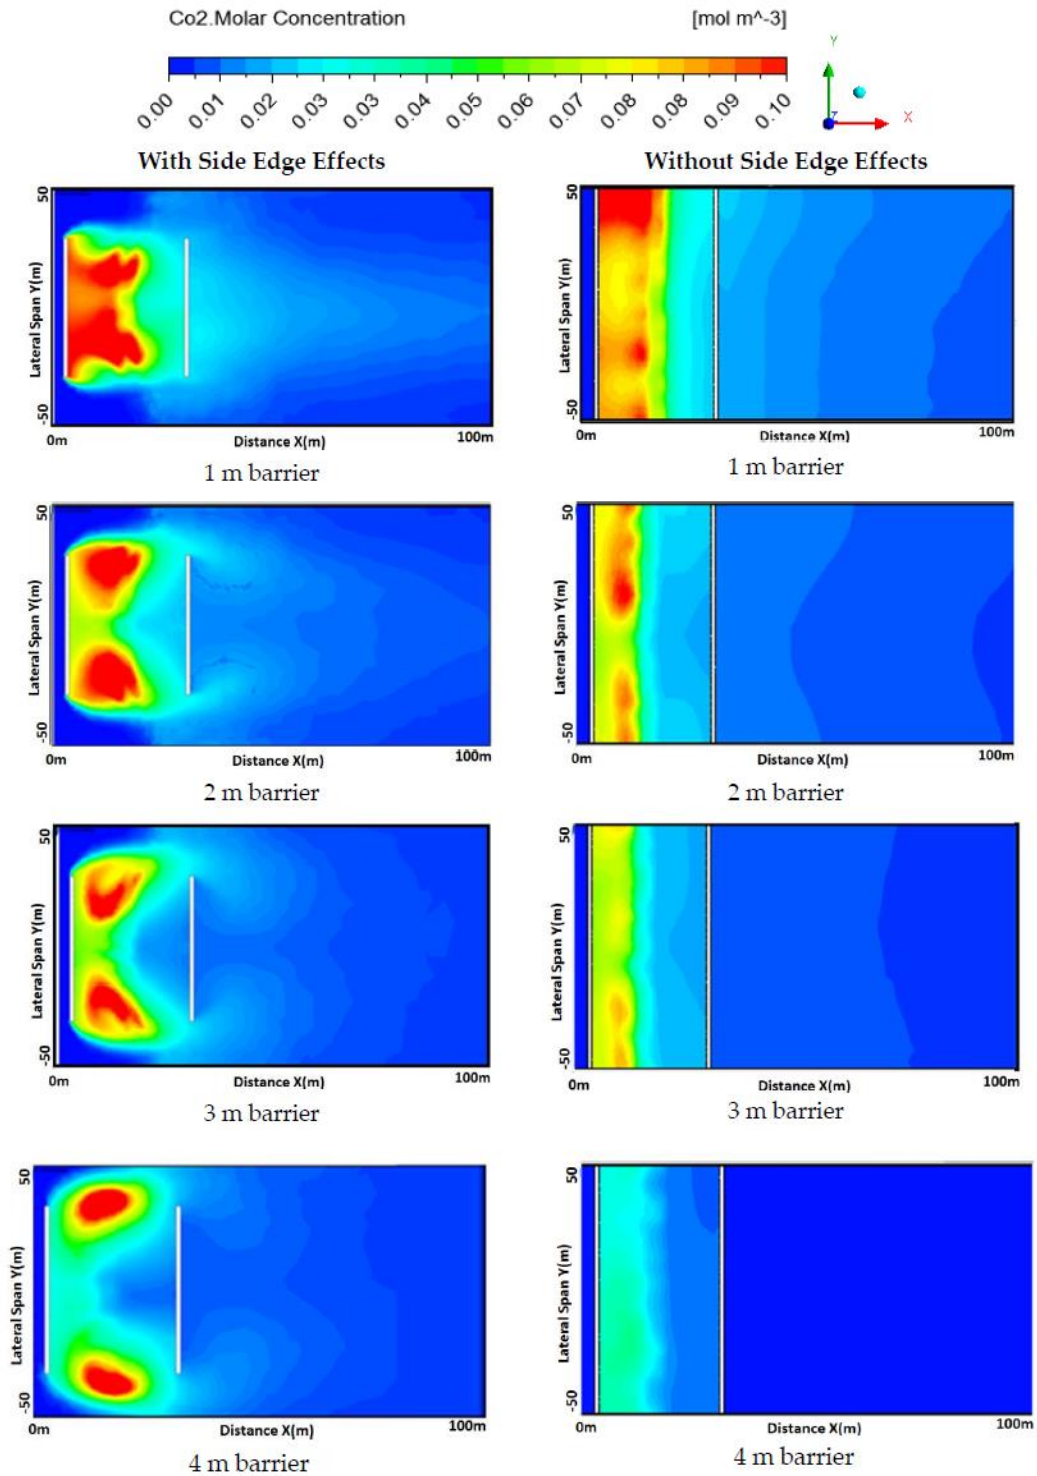 Co2.Molar Concentration [mol m^-3]
0.00 0.01 0.02 0.03 0.03 0.04 0.05 0.06 0.07 0.08 0.08 0.09 0.10
Y
Z X
With Side Edge Effects Without Side Edge Effects
50 Lateral Span Y(m) -50
0m Distance X(m) 100m
1 m barrier
50 Lateral Span Y(m) -50
0m Distance X(m) 100m
1 m barrier
50 Lateral Span Y(m) -50
0m Distance X(m) 100m
2 m barrier
50 Lateral Span Y(m) -50
0m Distance X(m) 100m
2 m barrier
50 Lateral Span Y(m) -50
0m Distance X(m) 100m
3 m barrier
50 Lateral Span Y(m) -50
0m Distance X(m) 100m
3 m barrier
50 Lateral Span Y(m) -50
0m Distance X(m) 100m
4 m barrier
50 Lateral Span Y(m) -50
0m Distance X(m) 100m
4 m barrier